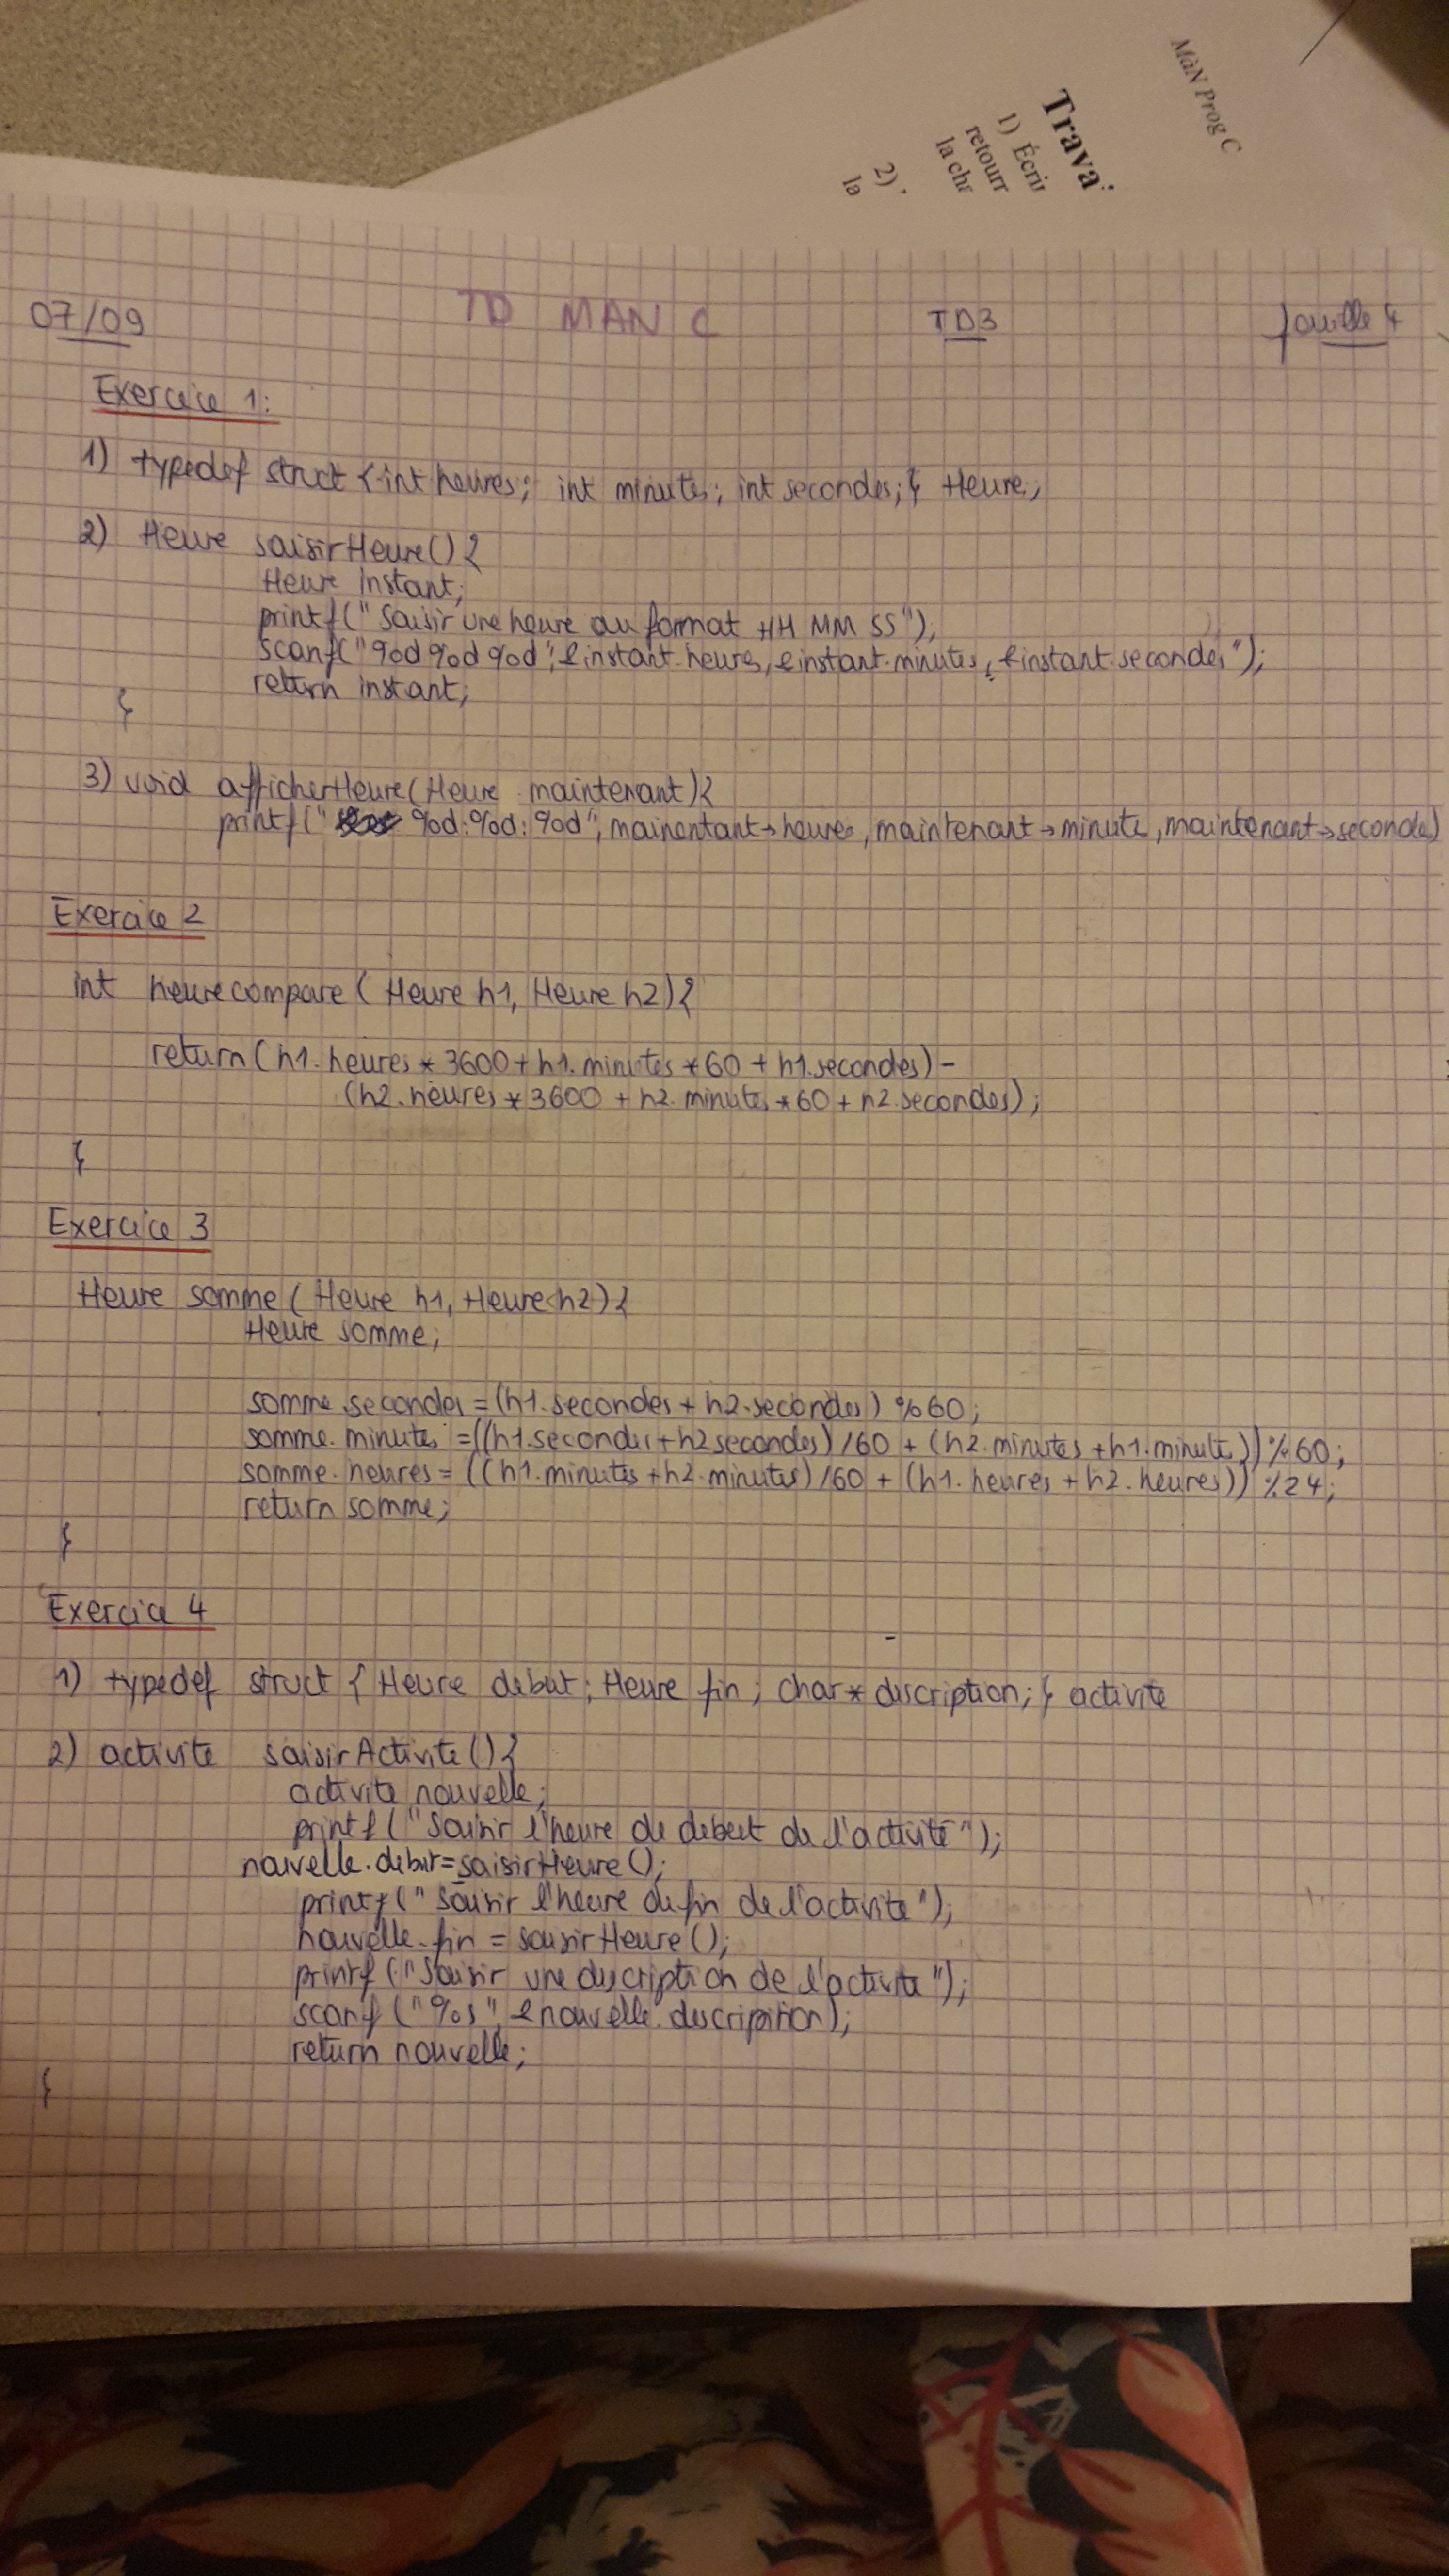 MàN Prog C
Trava
1) Écri
retourr
la cha
2)
la
07/09 TD MAN C TD3 fouille 4
Exercice 1:
1) typedef struct { int heures; int minutes; int secondes; } Heure;
2) Heure saisirHeure(){
Heure instant;
printf("Saisir une heure au format HH MM SS");
scanf("%d %d %d", &instant.heures, &instant.minutes, &instant.secondes");
return instant;
}
3) void afficherHeure(Heure maintenant){
printf(" %d:%d:%d", mainentant→heures, maintenant→minute, maintenant→seconde)
Exercice 2
int heurecompare (Heure h1, Heure h2){
return (h1.heures * 3600 + h1.minutes * 60 + h1.secondes) -
(h2.heures * 3600 + h2.minutes * 60 + h2.secondes);
}
Exercice 3
Heure somme (Heure h1, Heure h2){
Heure somme;
somme.secondes = (h1.secondes + h2.secondes) % 60;
somme.minutes = ((h1.secondes + h2 secondes) / 60 + (h2.minutes + h1.minutes)) % 60;
somme.heures = ((h1.minutes + h2.minutes) / 60 + (h1.heures + h2.heures)) % 24;
return somme;
}
Exercice 4
1) typedef struct { Heure debut; Heure fin; char* discription; } activite
2) activite saisirActivite(){
activite nouvelle;
printf("Saisir l'heure de debut de l'activité");
nouvelle.debut = saisirHeure();
printf("Saisir l'heure de fin de l'activite");
nouvelle.fin = saisirHeure();
printf("Saisir une description de l'activite");
scanf("%s", &nouvelle.description);
return nouvelle;
}